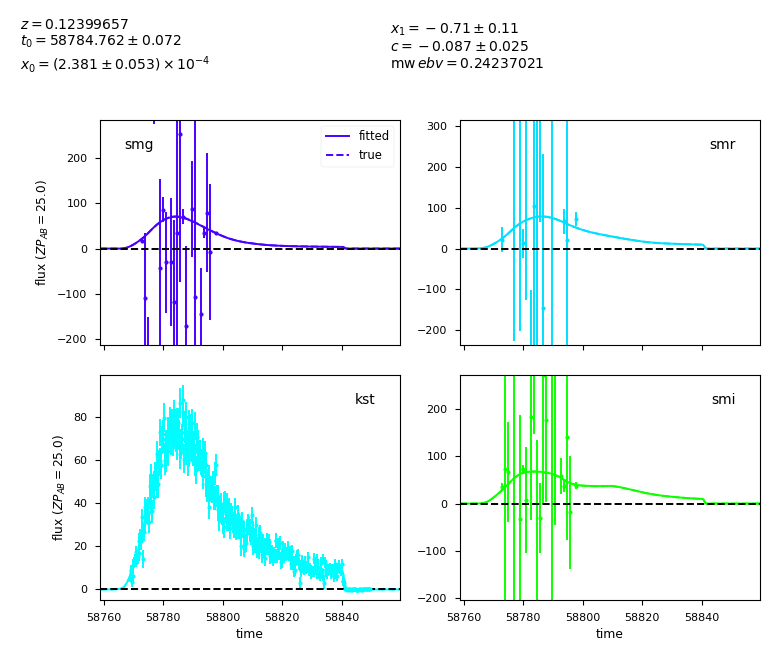 z = 0.12399657
t0 = 58784.762 ± 0.072
x0 = (2.381 ± 0.053) × 10^−4
x1 = −0.71 ± 0.11
c = −0.087 ± 0.025
mw ebv = 0.24237021
smg
fitted
true
flux (ZP_AB = 25.0)
200
100
0
−100
−200
smr
300
200
100
0
−100
−200
kst
flux (ZP_AB = 25.0)
80
60
40
20
0
58760 58780 58800 58820 58840
time
smi
200
100
0
−100
−200
58760 58780 58800 58820 58840
time